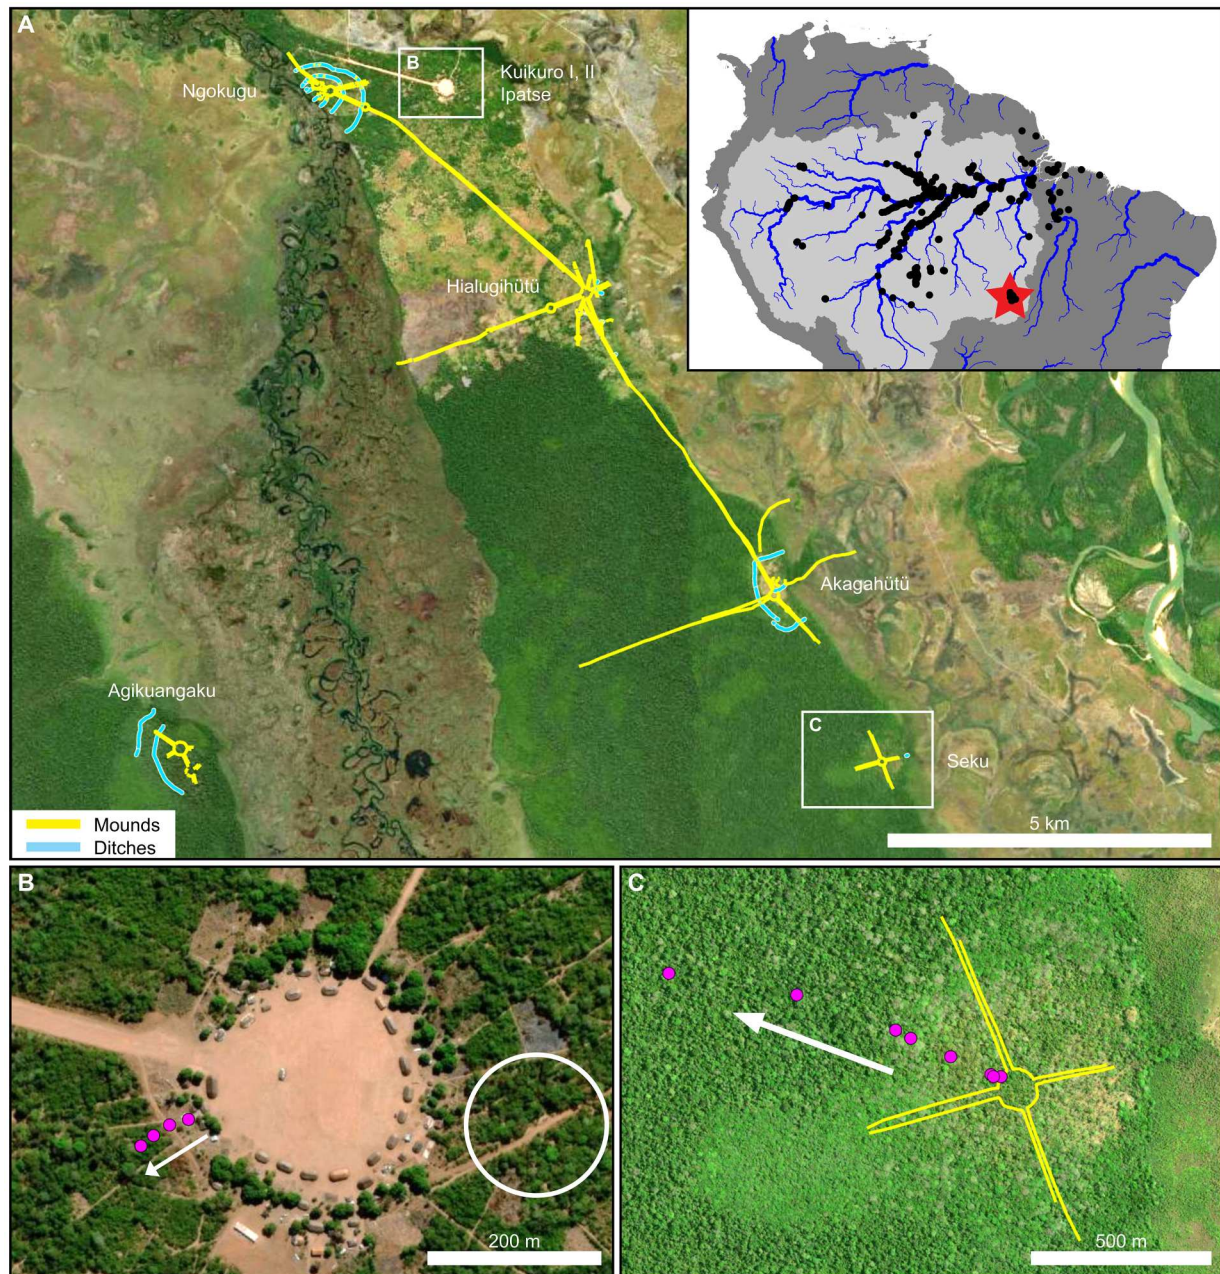 A
Ngokugu
B
Kuikuro I, II
Ipatse
Hialugihütü
Akagahütü
Agikuangaku
C
Seku
Mounds
Ditches
5 km
B
200 m
C
500 m